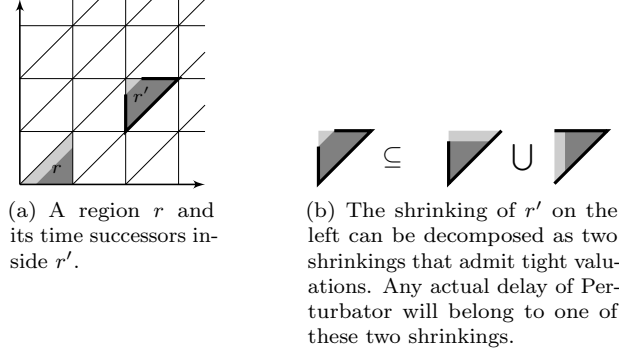 r′
r
⊆ ∪
(a) A region r and
its time successors in-
side r′.
(b) The shrinking of r′ on the
left can be decomposed as two
shrinkings that admit tight valu-
ations. Any actual delay of Per-
turbator will belong to one of
these two shrinkings.